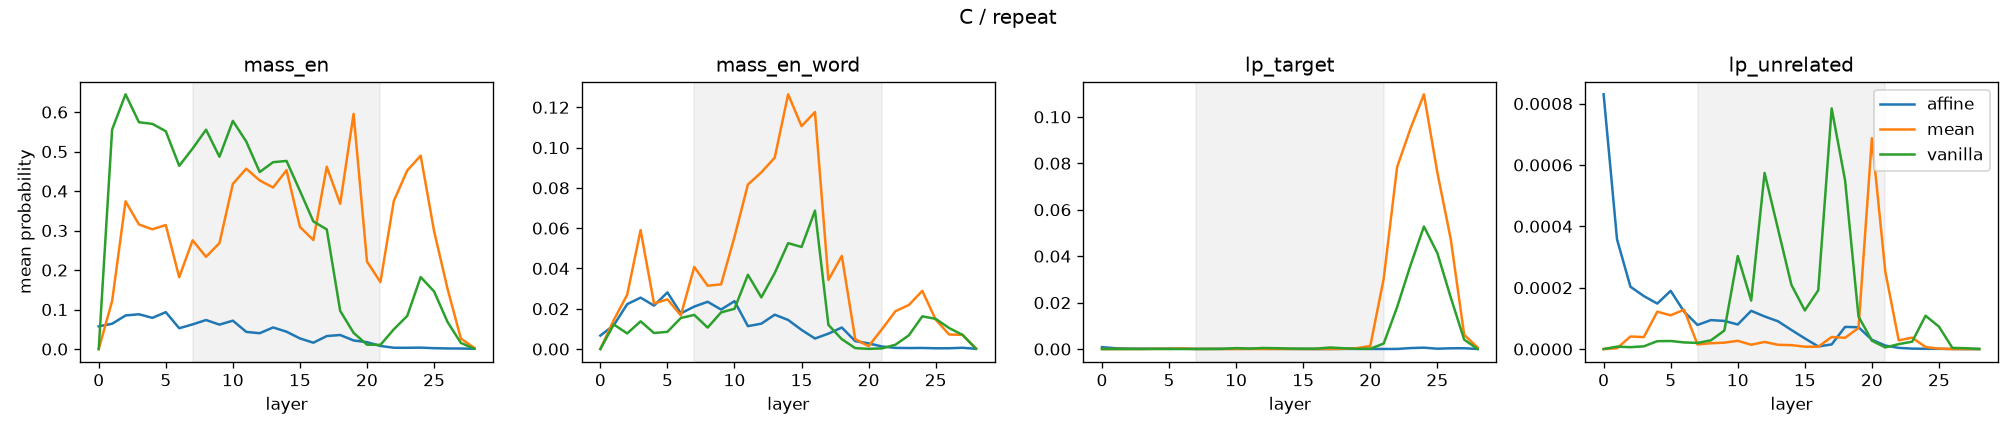 C / repeat
mass_en
mass_en_word
lp_target
lp_unrelated
mean probability
0.6
0.5
0.4
0.3
0.2
0.1
0.0
0 5 10 15 20 25
layer
0.12
0.10
0.08
0.06
0.04
0.02
0.00
0 5 10 15 20 25
layer
0.10
0.08
0.06
0.04
0.02
0.00
0 5 10 15 20 25
layer
0.0008
0.0006
0.0004
0.0002
0.0000
0 5 10 15 20 25
layer
affine
mean
vanilla